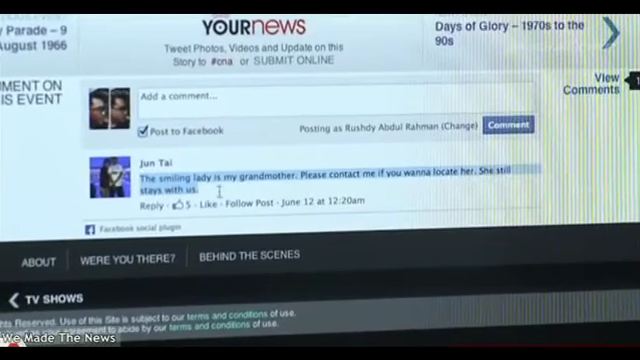 y Parade – 9
August 1966
YOURNEWS
Tweet Photos, Videos and Update on this
Story to #cna or SUBMIT ONLINE
Days of Glory – 1970s to the
90s
MENT ON
IS EVENT
View
Comments
Add a comment...
Post to Facebook
Posting as Rushdy Abdul Rahman (Change)
Comment
Jun Tai
The smiling lady is my grandmother. Please contact me if you wanna locate her. She still
stays with us.
Reply · 5 · Like · Follow Post · June 12 at 12:20am
Facebook social plugin
ABOUT
WERE YOU THERE?
BEHIND THE SCENES
TV SHOWS
hts Reserved. Use of this Site is subject to our terms and conditions of use.
agreement to abide by our terms and conditions of use.
We Made The News